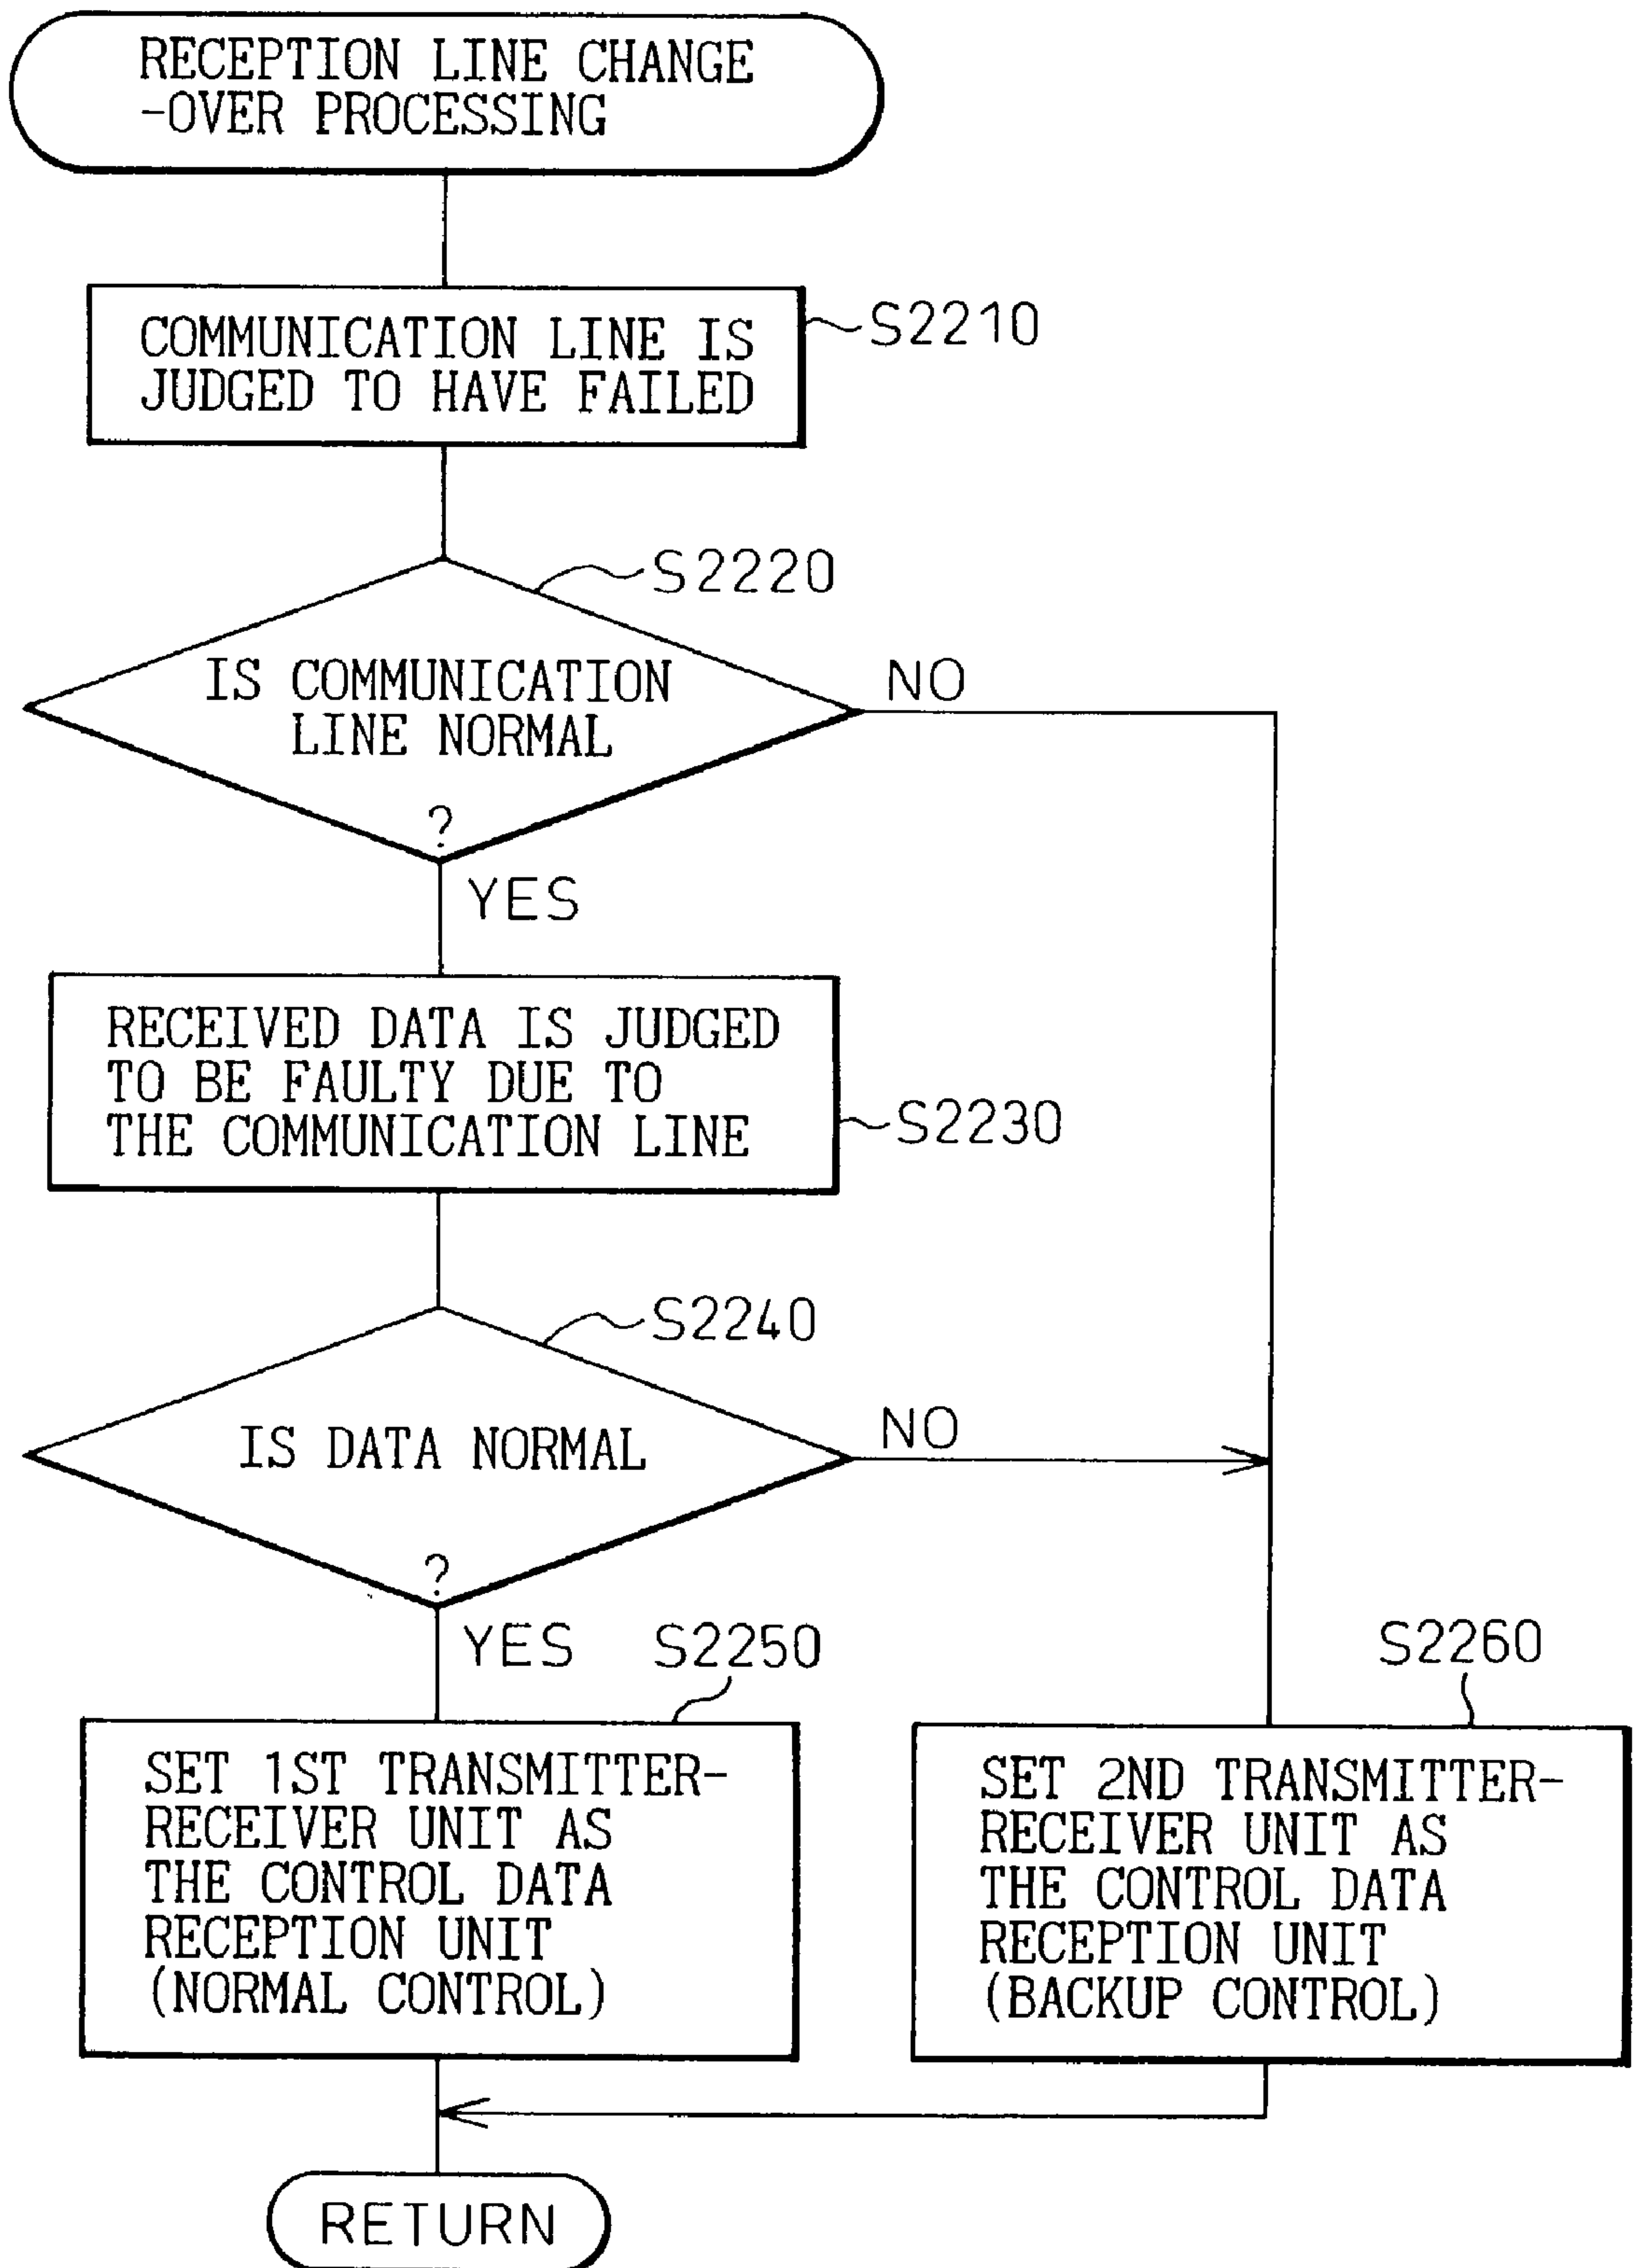 RECEPTION LINE CHANGE
-OVER PROCESSING
COMMUNICATION LINE IS
JUDGED TO HAVE FAILED
S2210
S2220
IS COMMUNICATION
LINE NORMAL
?
NO
YES
RECEIVED DATA IS JUDGED
TO BE FAULTY DUE TO
THE COMMUNICATION LINE
S2230
S2240
IS DATA NORMAL
?
NO
YES
S2250
SET 1ST TRANSMITTER-
RECEIVER UNIT AS
THE CONTROL DATA
RECEPTION UNIT
(NORMAL CONTROL)
S2260
SET 2ND TRANSMITTER-
RECEIVER UNIT AS
THE CONTROL DATA
RECEPTION UNIT
(BACKUP CONTROL)
RETURN